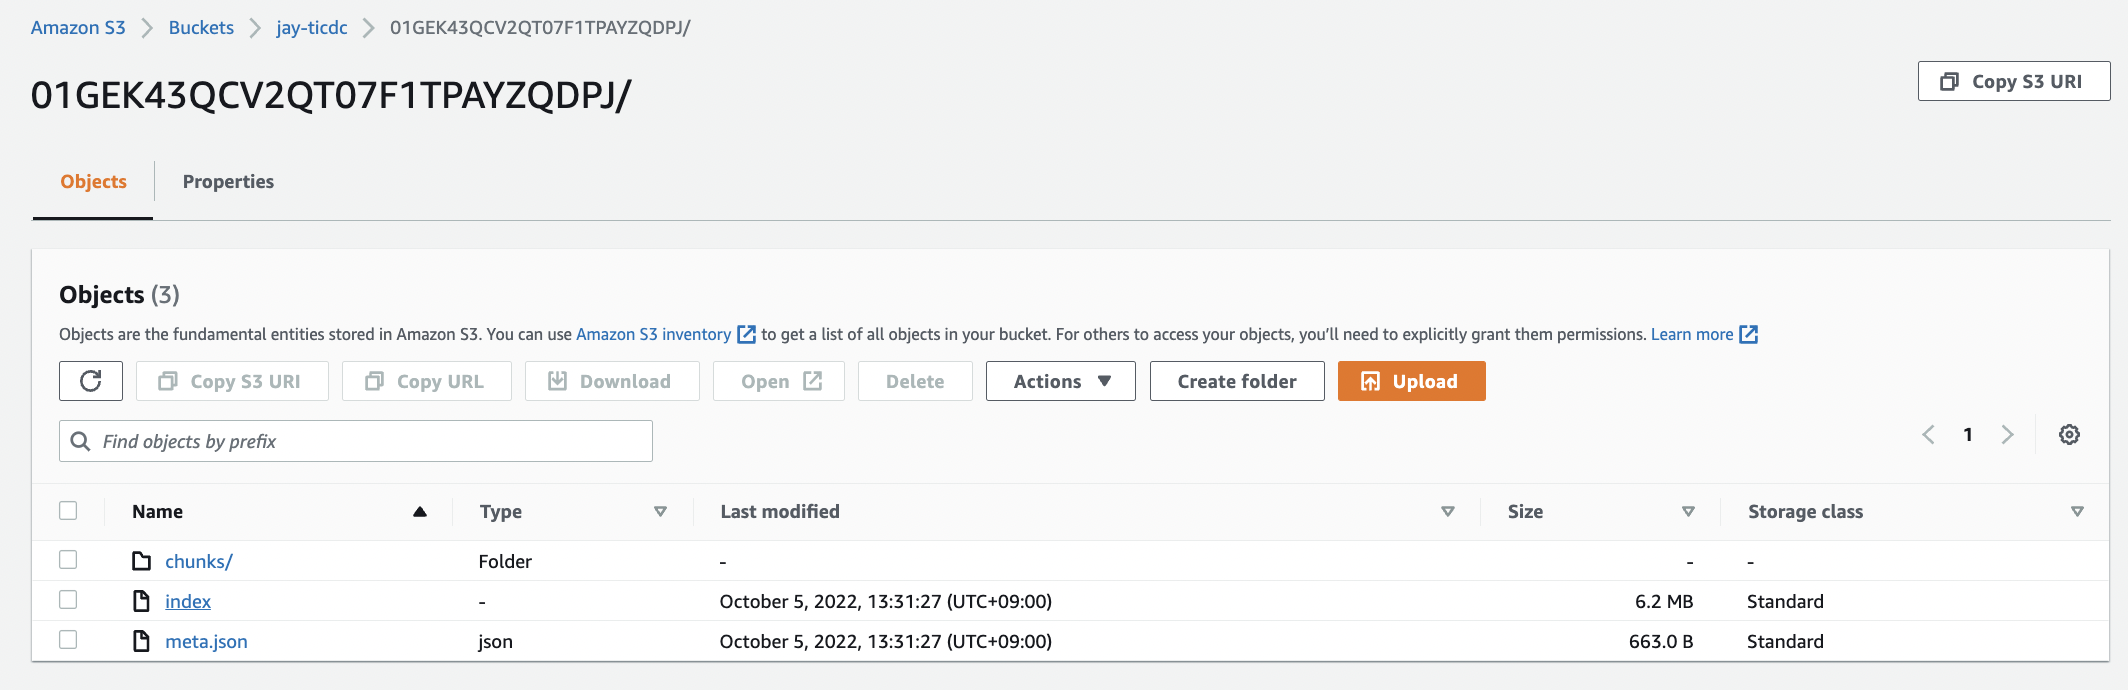 Amazon S3 Buckets jay-ticdc 01GEK43QCV2QT07F1TPAYZQDPJ/
01GEK43QCV2QT07F1TPAYZQDPJ/
Copy S3 URI
Objects Properties
Objects (3)
Objects are the fundamental entities stored in Amazon S3. You can use Amazon S3 inventory to get a list of all objects in your bucket. For others to access your objects, you'll need to explicitly grant them permissions. Learn more
Copy S3 URI Copy URL Download Open Delete Actions Create folder Upload
Find objects by prefix
1
Name Type Last modified Size Storage class
chunks/ Folder - - -
index - October 5, 2022, 13:31:27 (UTC+09:00) 6.2 MB Standard
meta.json json October 5, 2022, 13:31:27 (UTC+09:00) 663.0 B Standard